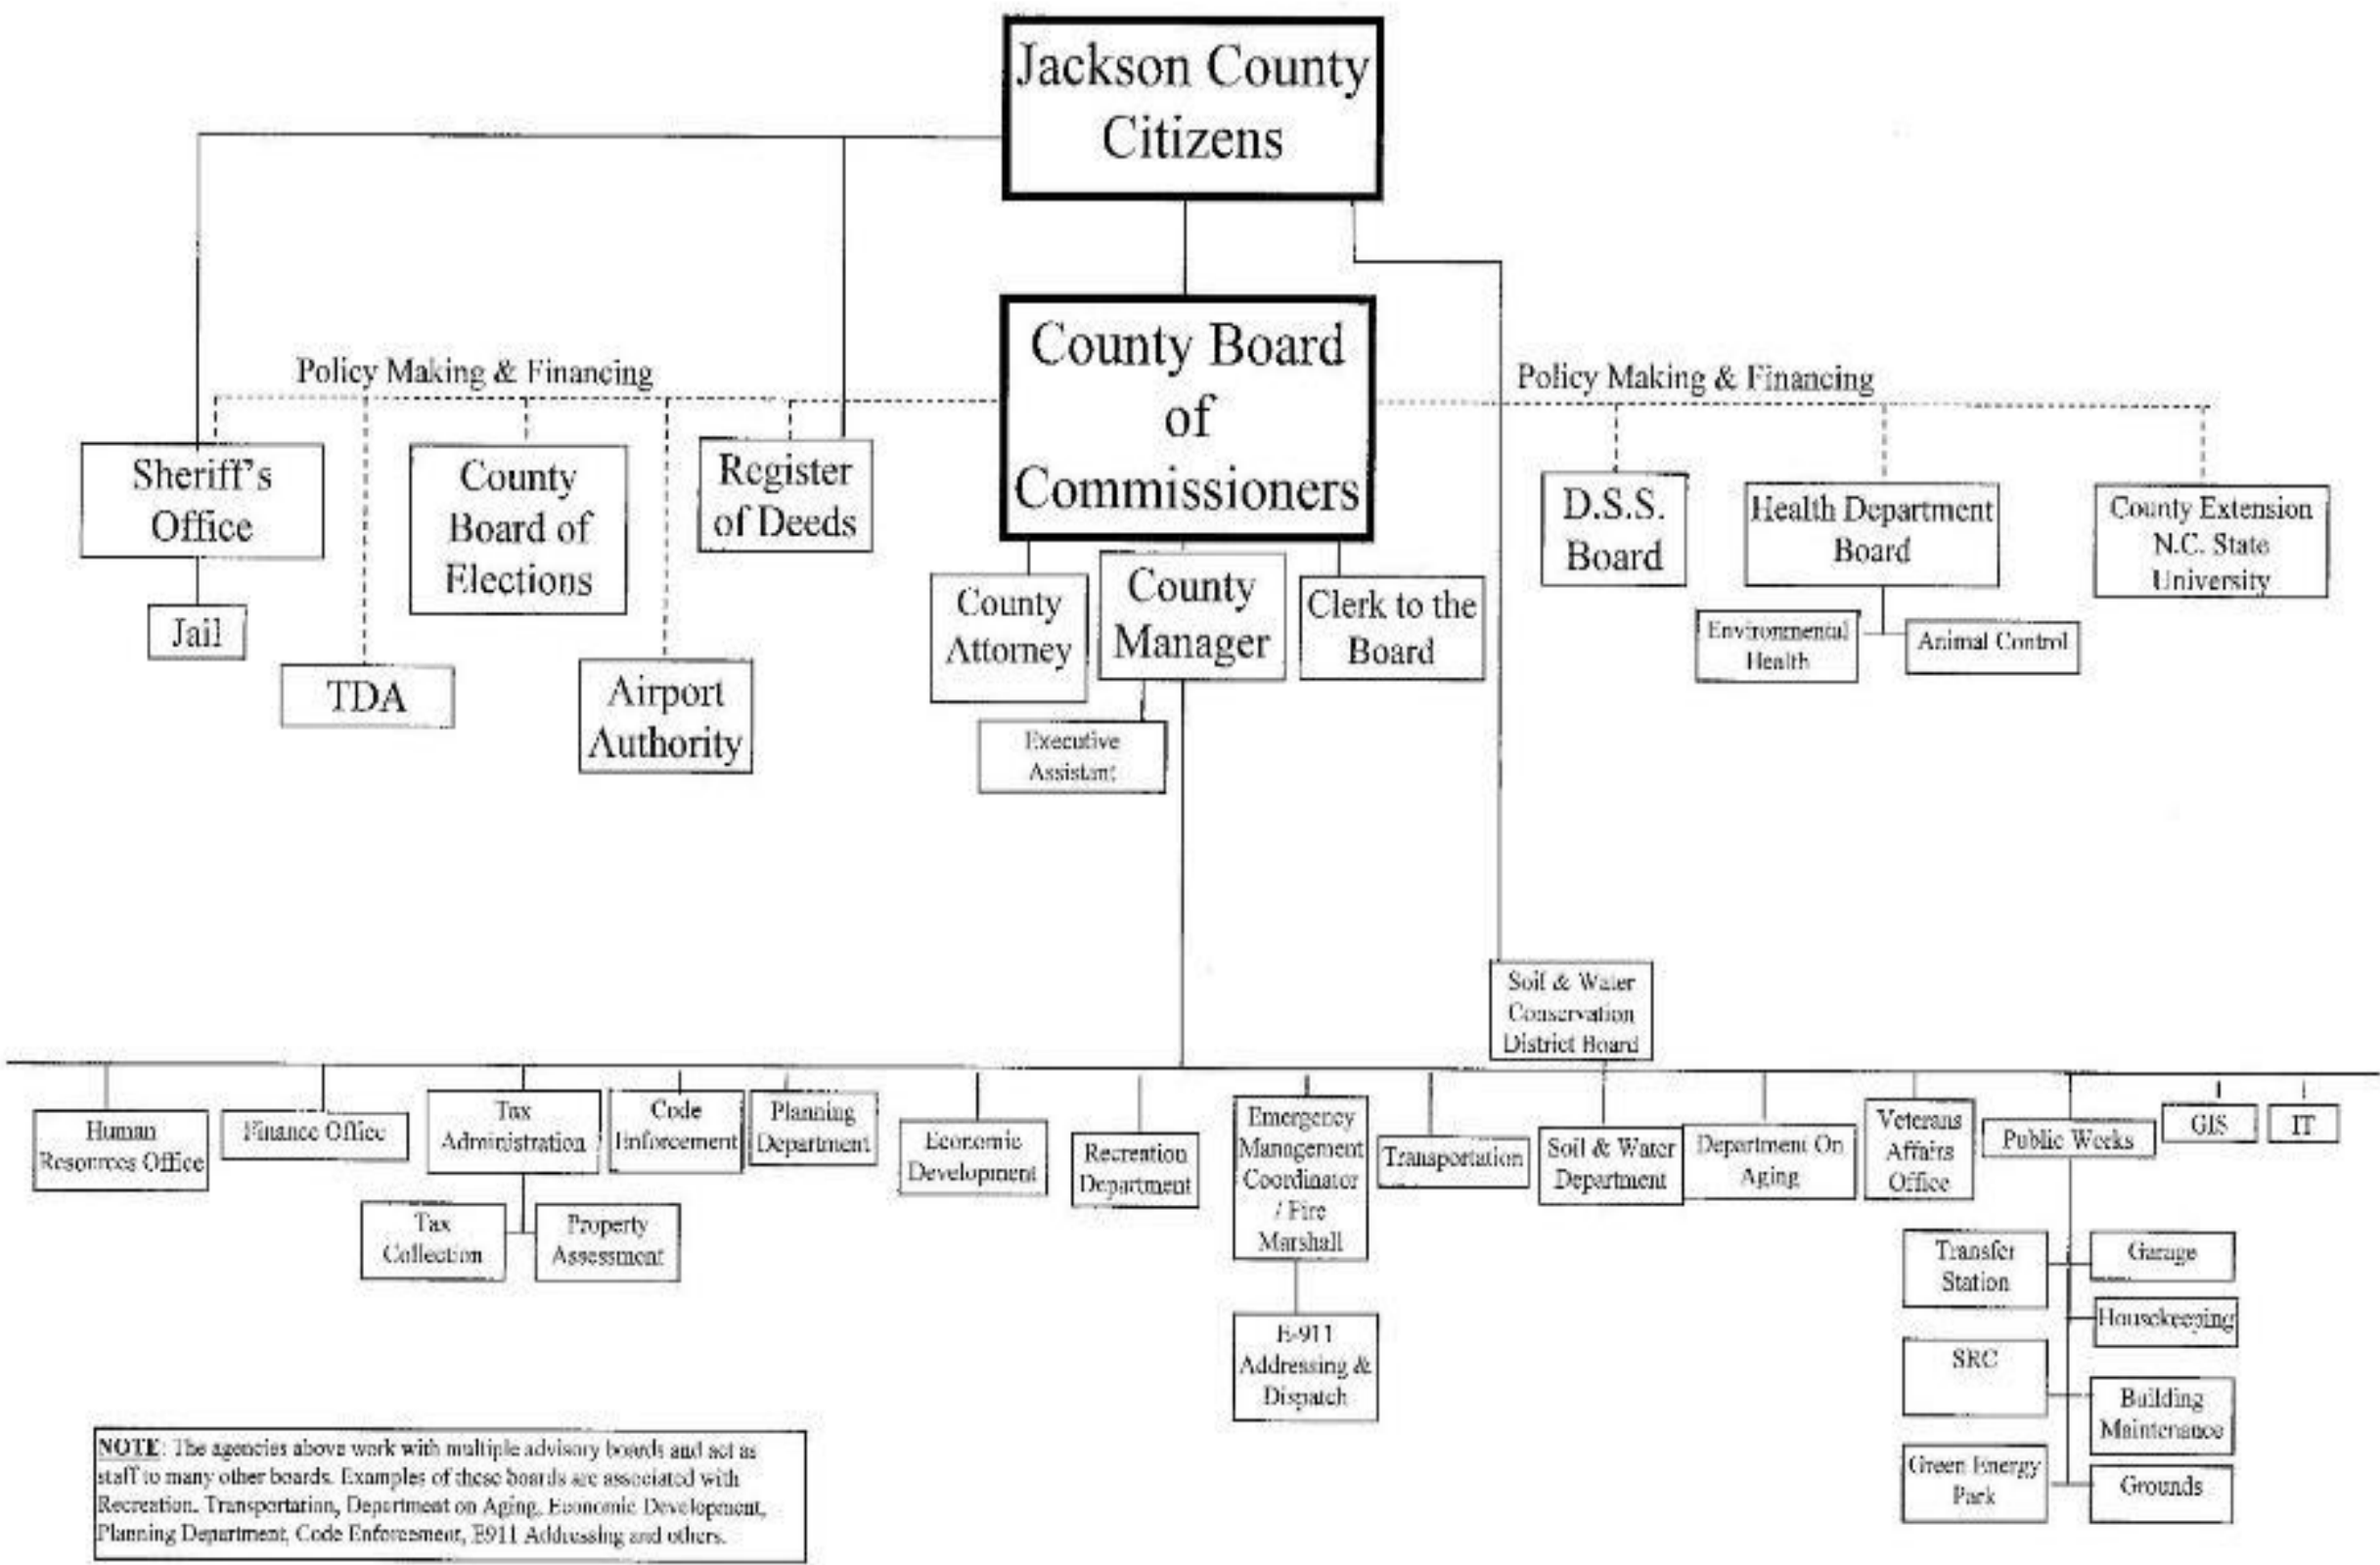 Jackson County
Citizens
Policy Making & Financing
County Board
of
Commissioners
Policy Making & Financing
Sheriff's
Office
County
Board of
Elections
Register
of Deeds
D.S.S.
Board
Health Department
Board
County Extension
N.C. State
University
Jail
TDA
Airport
Authority
County
Attorney
County
Manager
Clerk to the
Board
Environmental
Health
Animal Control
Executive
Assistant
Soil & Water
Conservation
District Board
Human
Resources Office
Finance Office
Tax
Administration
Code
Enforcement
Planning
Department
Economic
Development
Recreation
Department
Emergency
Management
Coordinator
/ Fire
Marshall
Transportation
Soil & Water
Department
Department On
Aging
Veterans
Affairs
Office
Public Works
GIS
IT
Tax
Collection
Property
Assessment
E-911
Addressing &
Dispatch
Transfer
Station
Garage
Housekeeping
SRC
Building
Maintenance
Green Energy
Park
Grounds
NOTE: The agencies above work with multiple advisory boards and act as
staff to many other boards. Examples of these boards are associated with
Recreation, Transportation, Department on Aging, Economic Development,
Planning Department, Code Enforcement, E911 Addressing and others.